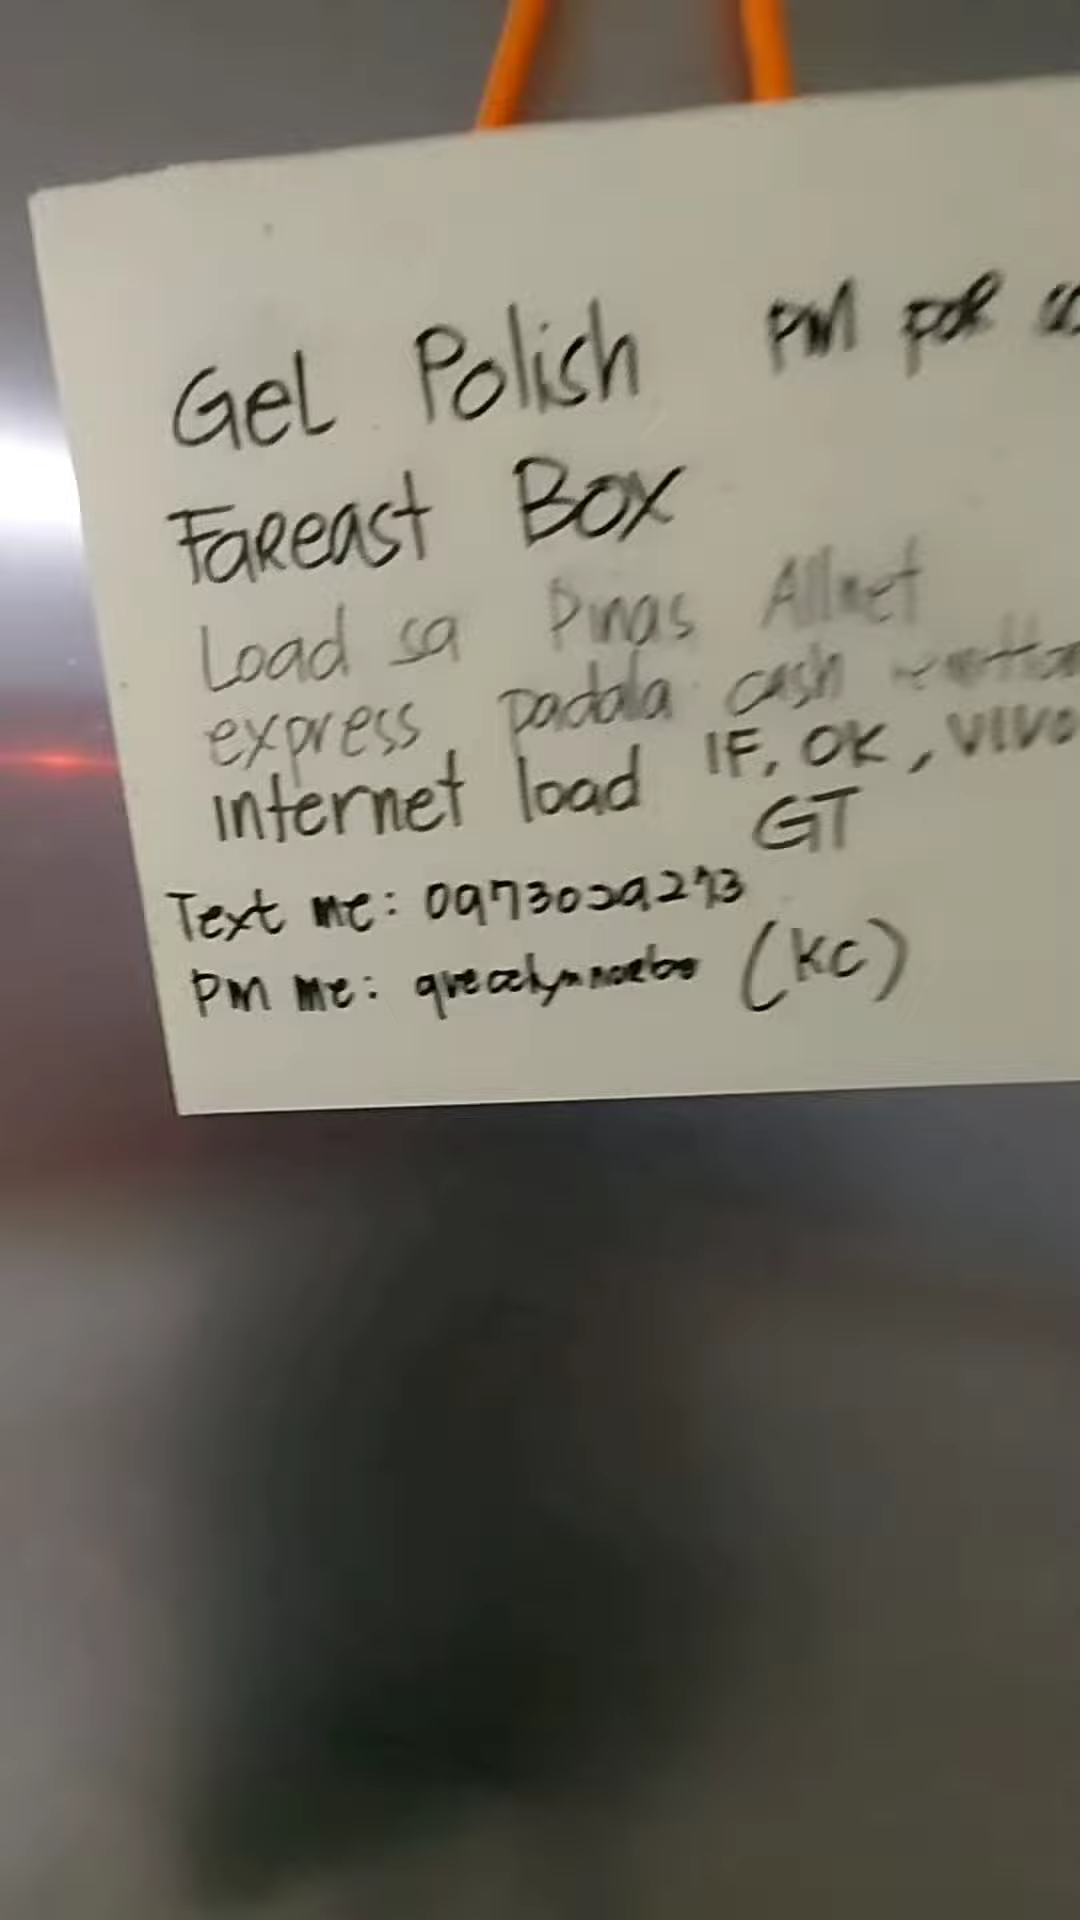 Gel Polish PM FOR
Fareast Box
Load sa Pinas Allnet
express padala cash
internet load IF, OK, VIVO
GT
Text me: 0973029273
PM me: (KC)